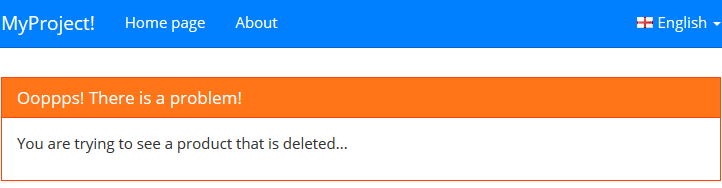 MyProject! Home page About English
Ooppps! There is a problem!
You are trying to see a product that is deleted...